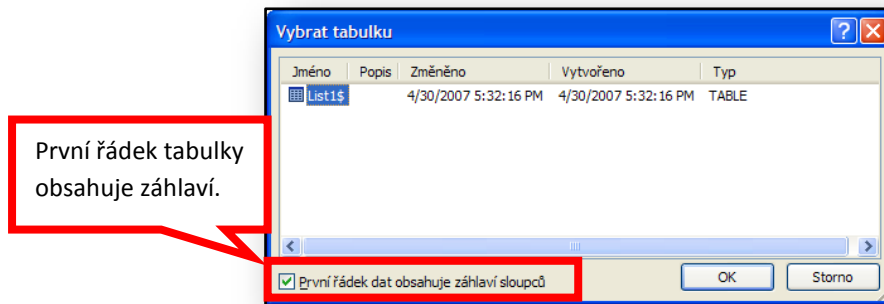 Vybrat tabulku
Jméno Popis Změněno Vytvořeno Typ
List1$ 4/30/2007 5:32:16 PM 4/30/2007 5:32:16 PM TABLE
První řádek tabulky
obsahuje záhlaví.
První řádek dat obsahuje záhlaví sloupců OK Storno